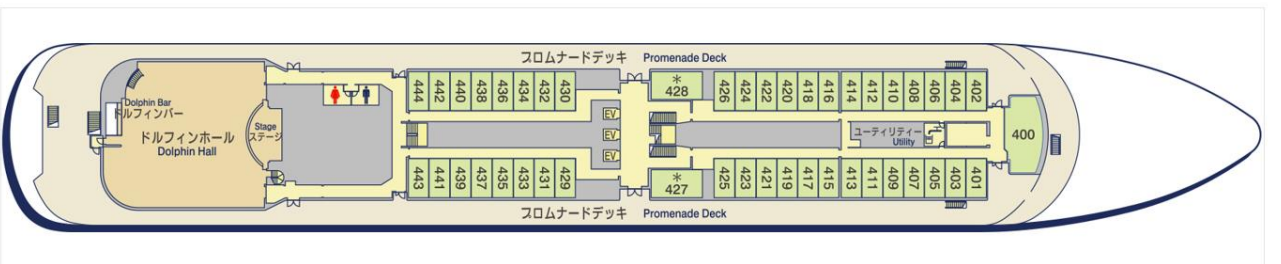 プロムナードデッキ Promenade Deck
444 442 440 438 436 434 432 430
* 428
426 424 422 420 418 416 414 412 410 408 406 404 402
Dolphin Bar
ドルフィンバー
ドルフィンホール
Dolphin Hall
Stage
ステージ
EV
EV
EV
ユーティリティー
Utility
400
443 441 439 437 435 433 431 429
* 427
425 423 421 419 417 415 413 411 409 407 405 403 401
プロムナードデッキ Promenade Deck